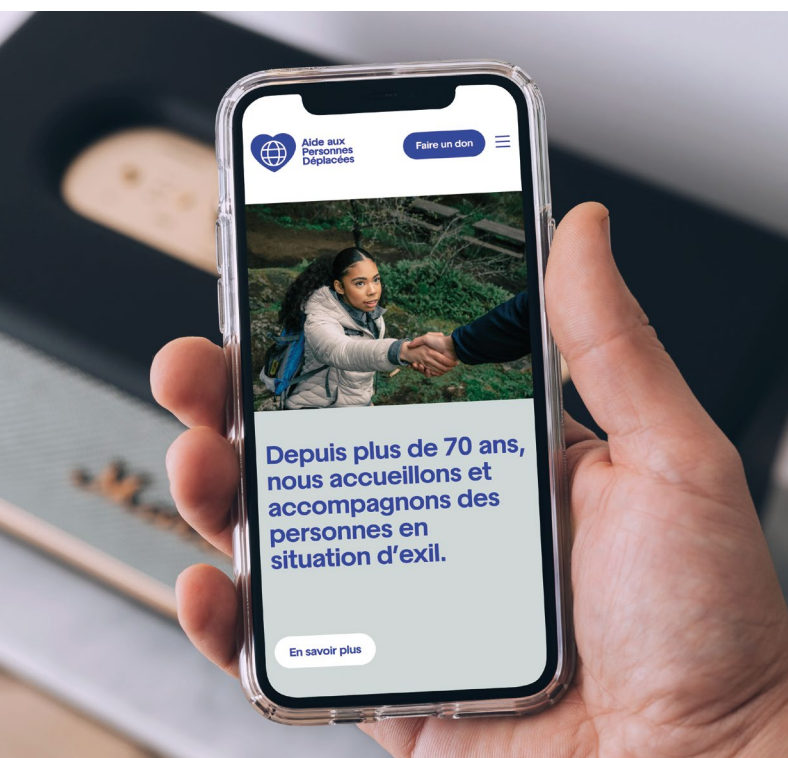 Aide aux
Personnes
Déplacées
Faire un don
Depuis plus de 70 ans,
nous accueillons et
accompagnons des
personnes en
situation d’exil.
En savoir plus